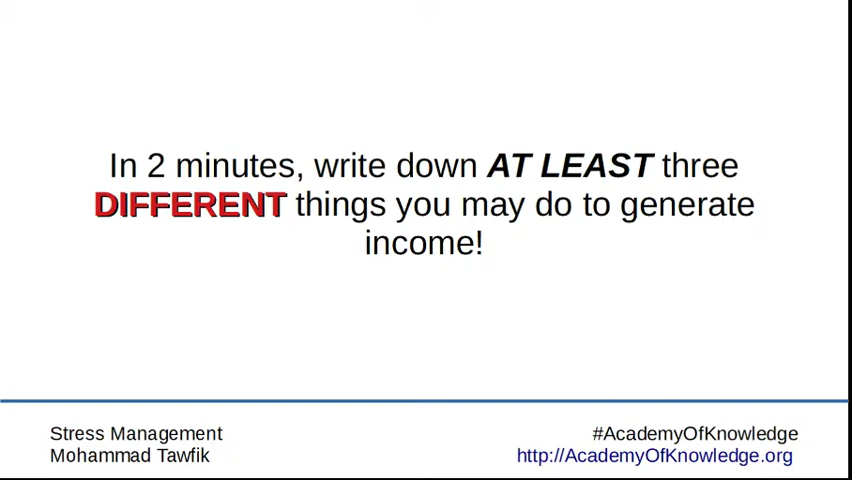 In 2 minutes, write down AT LEAST three
DIFFERENT things you may do to generate
income!
Stress Management
Mohammad Tawfik
#AcademyOfKnowledge
http://AcademyOfKnowledge.org